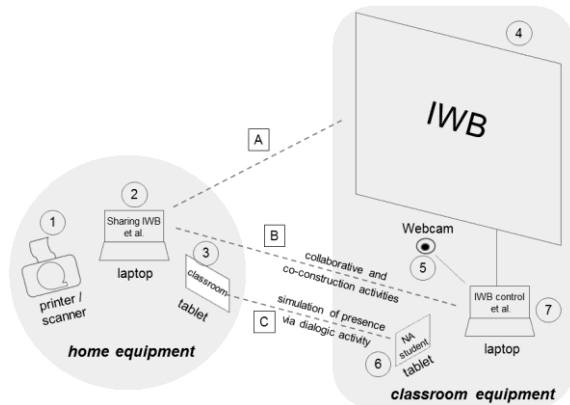 4
IWB
A
2
1
Sharing IWB
et al.
3
B
Webcam
laptop
classroom
collaborative and
co-construction activities
5
printer /
scanner
tablet
simulation of presence
IWB control
et al.
7
C
via dialogic activity
NA
student
home equipment
6
tablet
laptop
classroom equipment